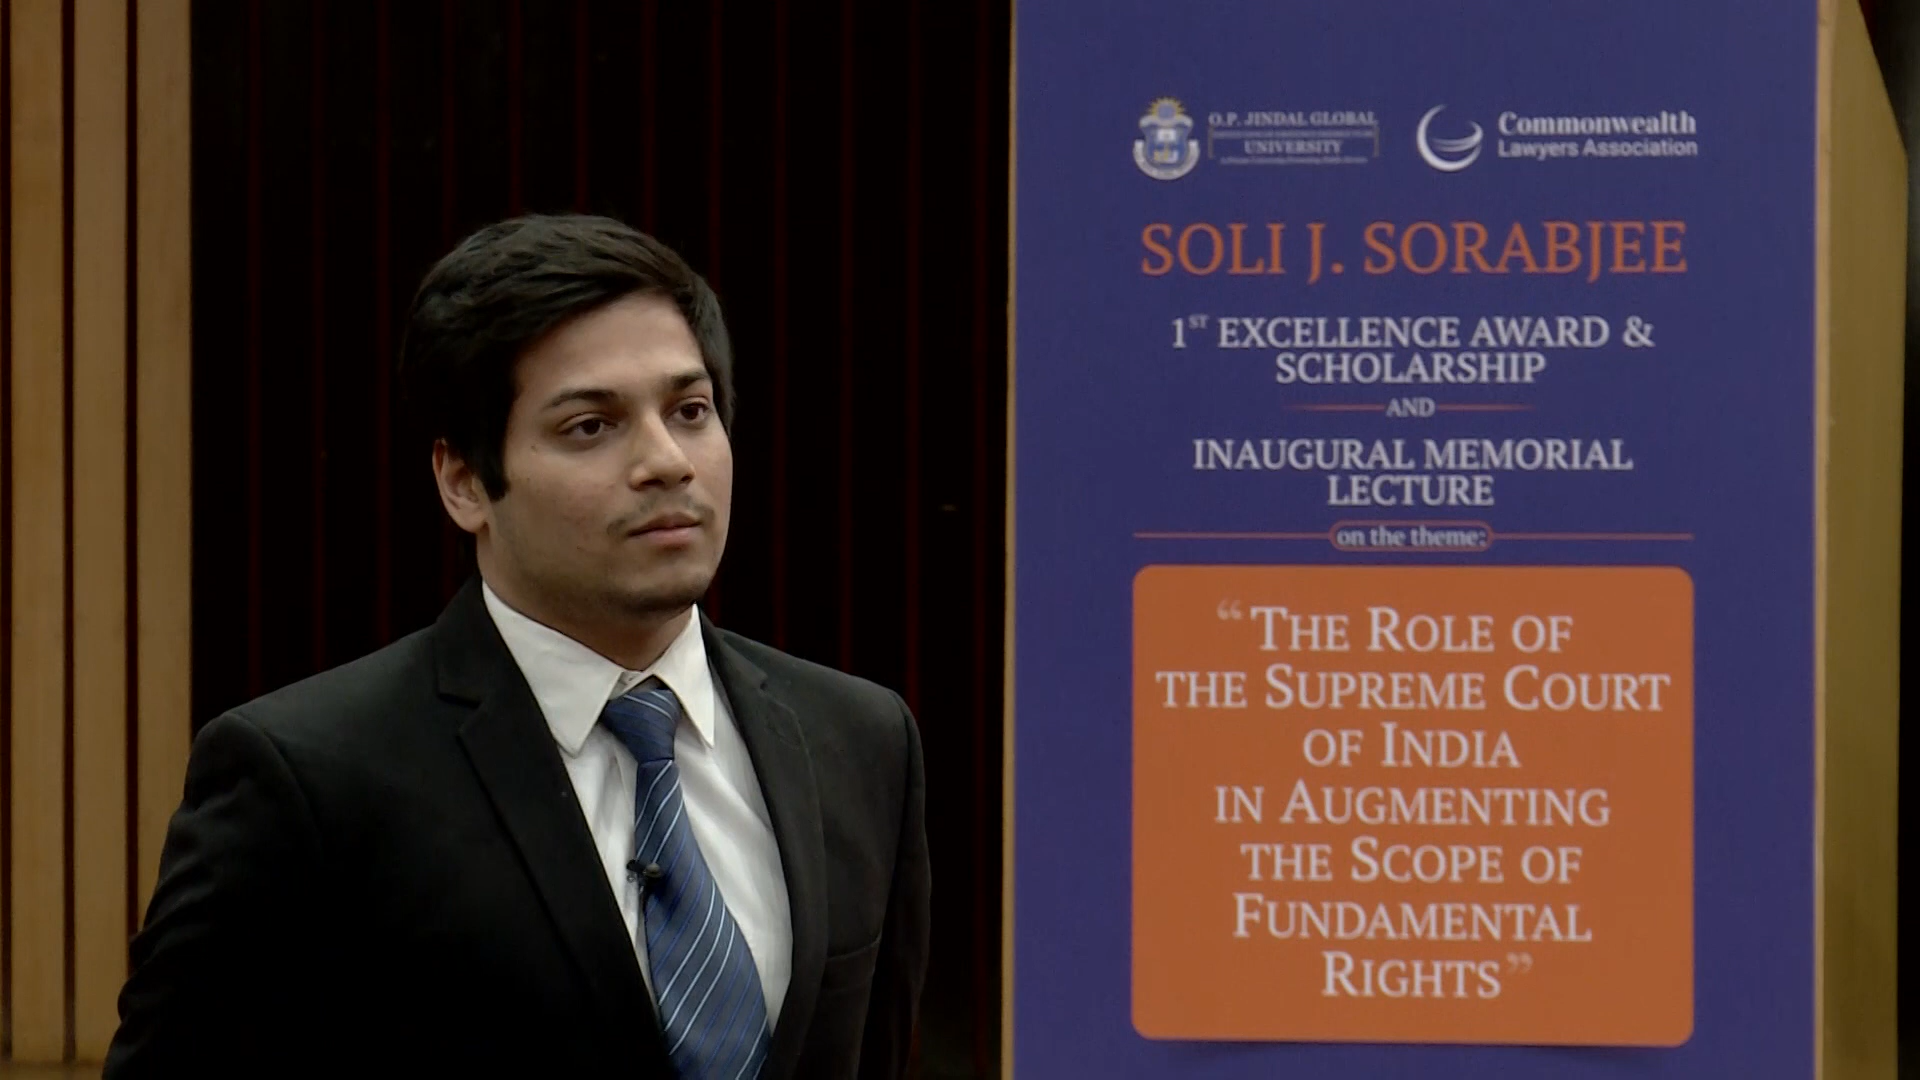 O.P. JINDAL GLOBAL
UNIVERSITY
Commonwealth
Lawyers Association
SOLI J. SORABJEE
1ST EXCELLENCE AWARD &
SCHOLARSHIP
AND
INAUGURAL MEMORIAL
LECTURE
on the theme:
“THE ROLE OF
THE SUPREME COURT
OF INDIA
IN AUGMENTING
THE SCOPE OF
FUNDAMENTAL
RIGHTS”